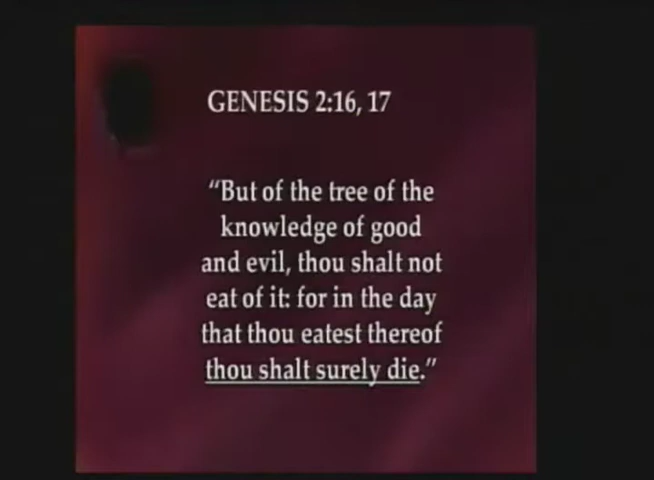 GENESIS 2:16, 17
“But of the tree of the
knowledge of good
and evil, thou shalt not
eat of it: for in the day
that thou eatest thereof
thou shalt surely die.”